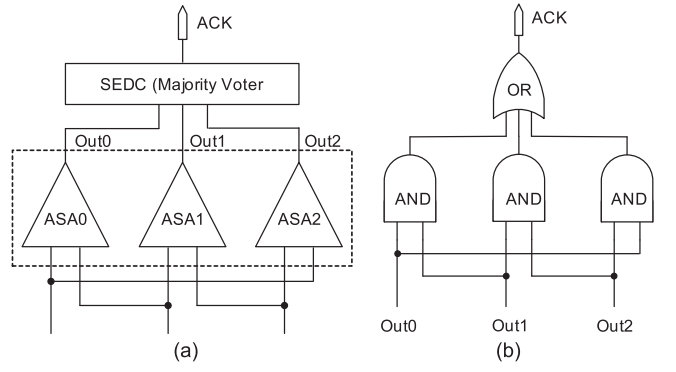 ACK
SEDC (Majority Voter
Out0 Out1 Out2
ASA0 ASA1 ASA2
(a)
ACK
OR
AND AND AND
Out0 Out1 Out2
(b)